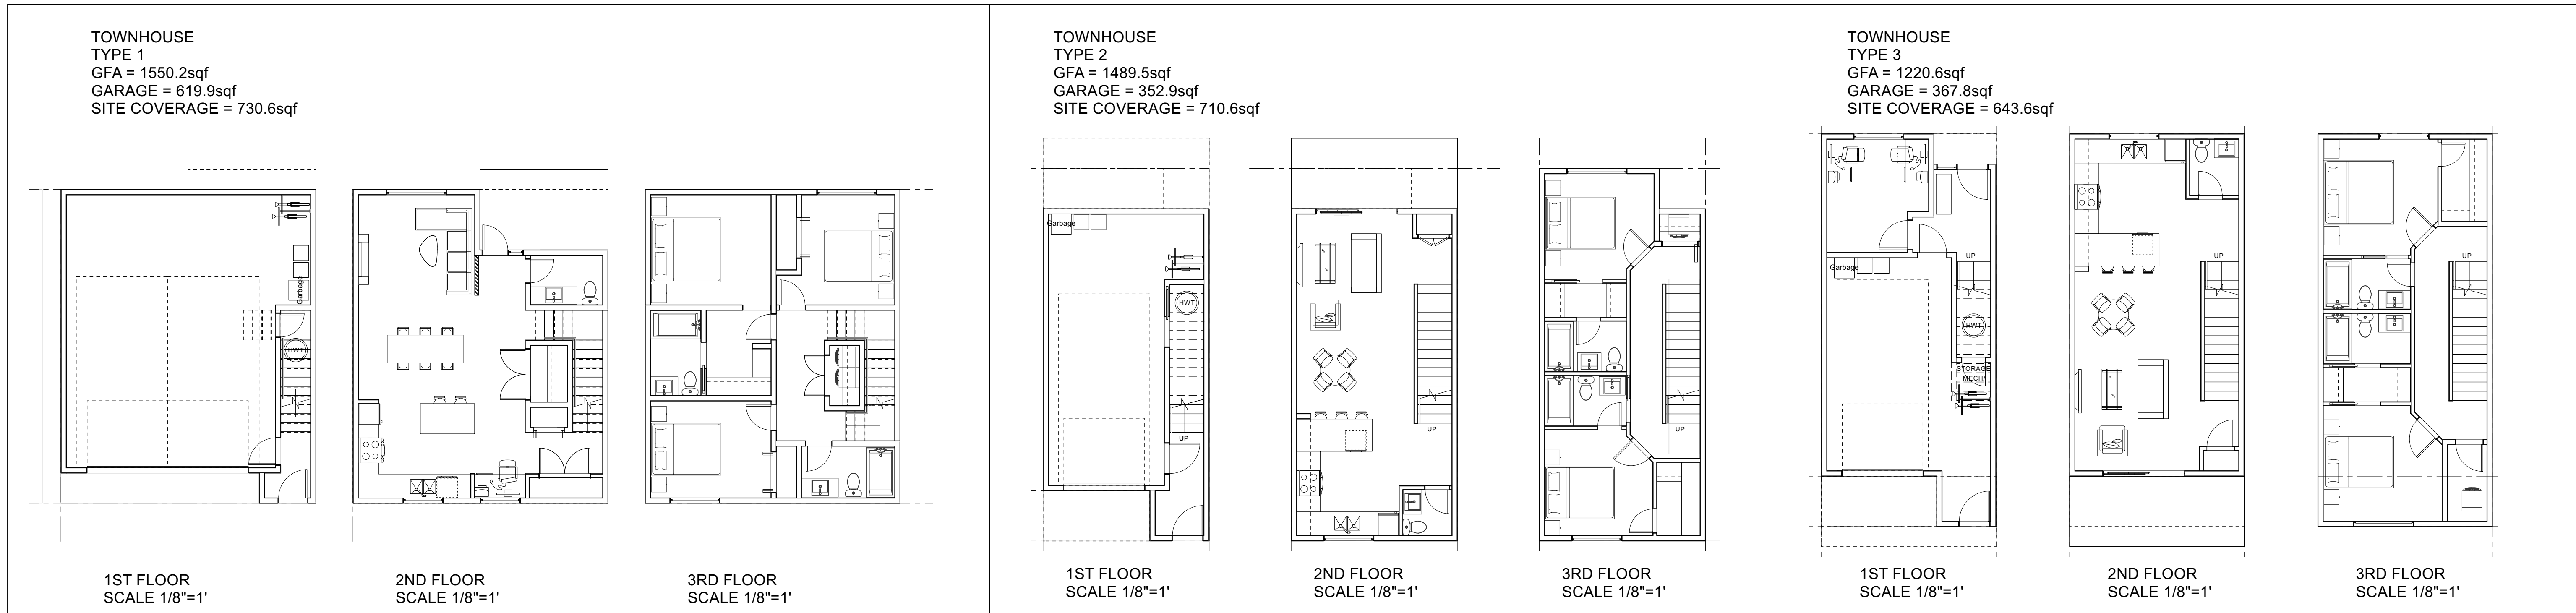 TOWNHOUSE
TYPE 1
GFA = 1550.2sqf
GARAGE = 619.9sqf
SITE COVERAGE = 730.6sqf
Garbage
HWT
1ST FLOOR
SCALE 1/8"=1'
2ND FLOOR
SCALE 1/8"=1'
3RD FLOOR
SCALE 1/8"=1'
TOWNHOUSE
TYPE 2
GFA = 1489.5sqf
GARAGE = 352.9sqf
SITE COVERAGE = 710.6sqf
Garbage
HWT
UP
UP
UP
1ST FLOOR
SCALE 1/8"=1'
2ND FLOOR
SCALE 1/8"=1'
3RD FLOOR
SCALE 1/8"=1'
TOWNHOUSE
TYPE 3
GFA = 1220.6sqf
GARAGE = 367.8sqf
SITE COVERAGE = 643.6sqf
Garbage
UP
HWT
STORAGE
MECH
UP
UP
1ST FLOOR
SCALE 1/8"=1'
2ND FLOOR
SCALE 1/8"=1'
3RD FLOOR
SCALE 1/8"=1'